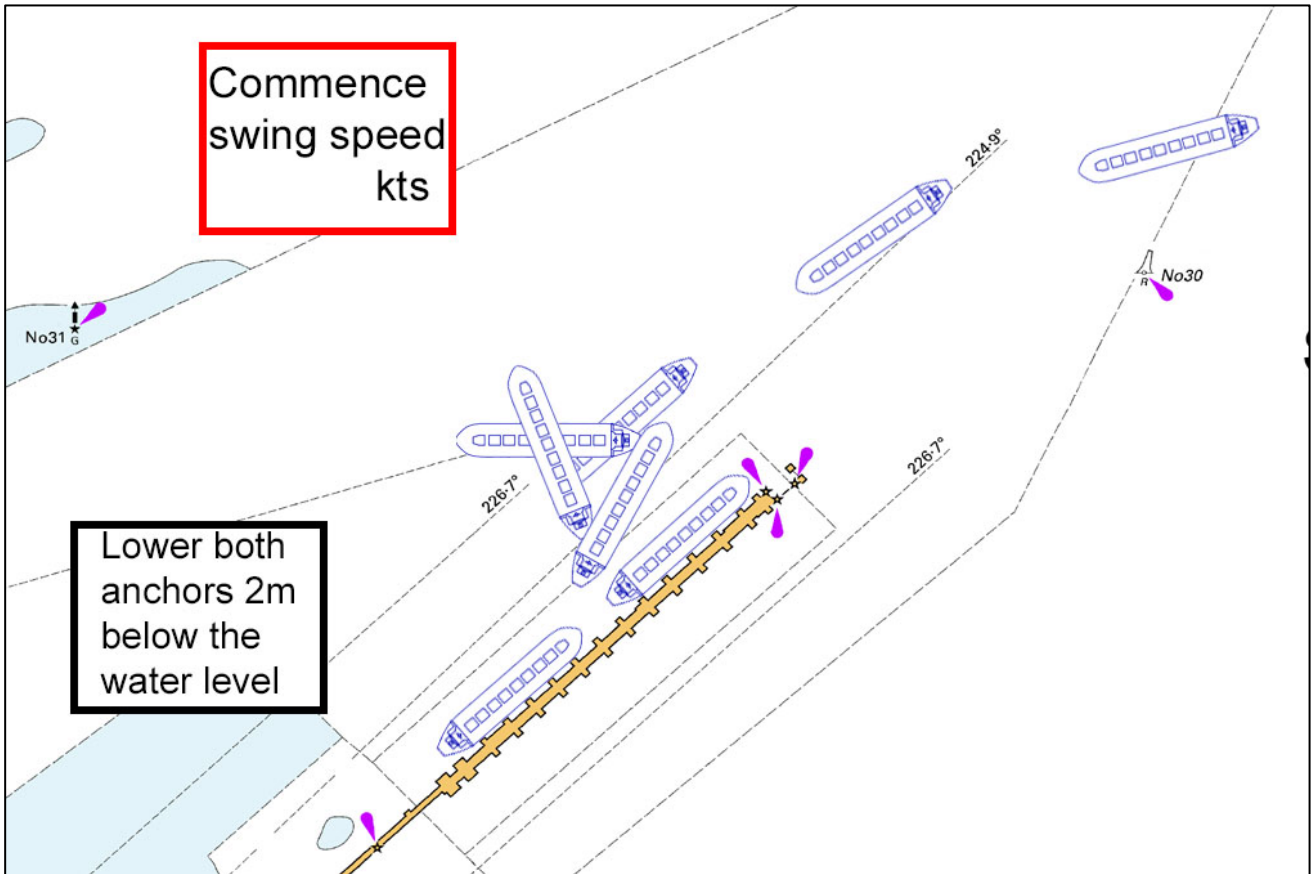 Commence
swing speed
kts
224·9°
No30
R
No31
G
226·7°
226·7°
Lower both
anchors 2m
below the
water level